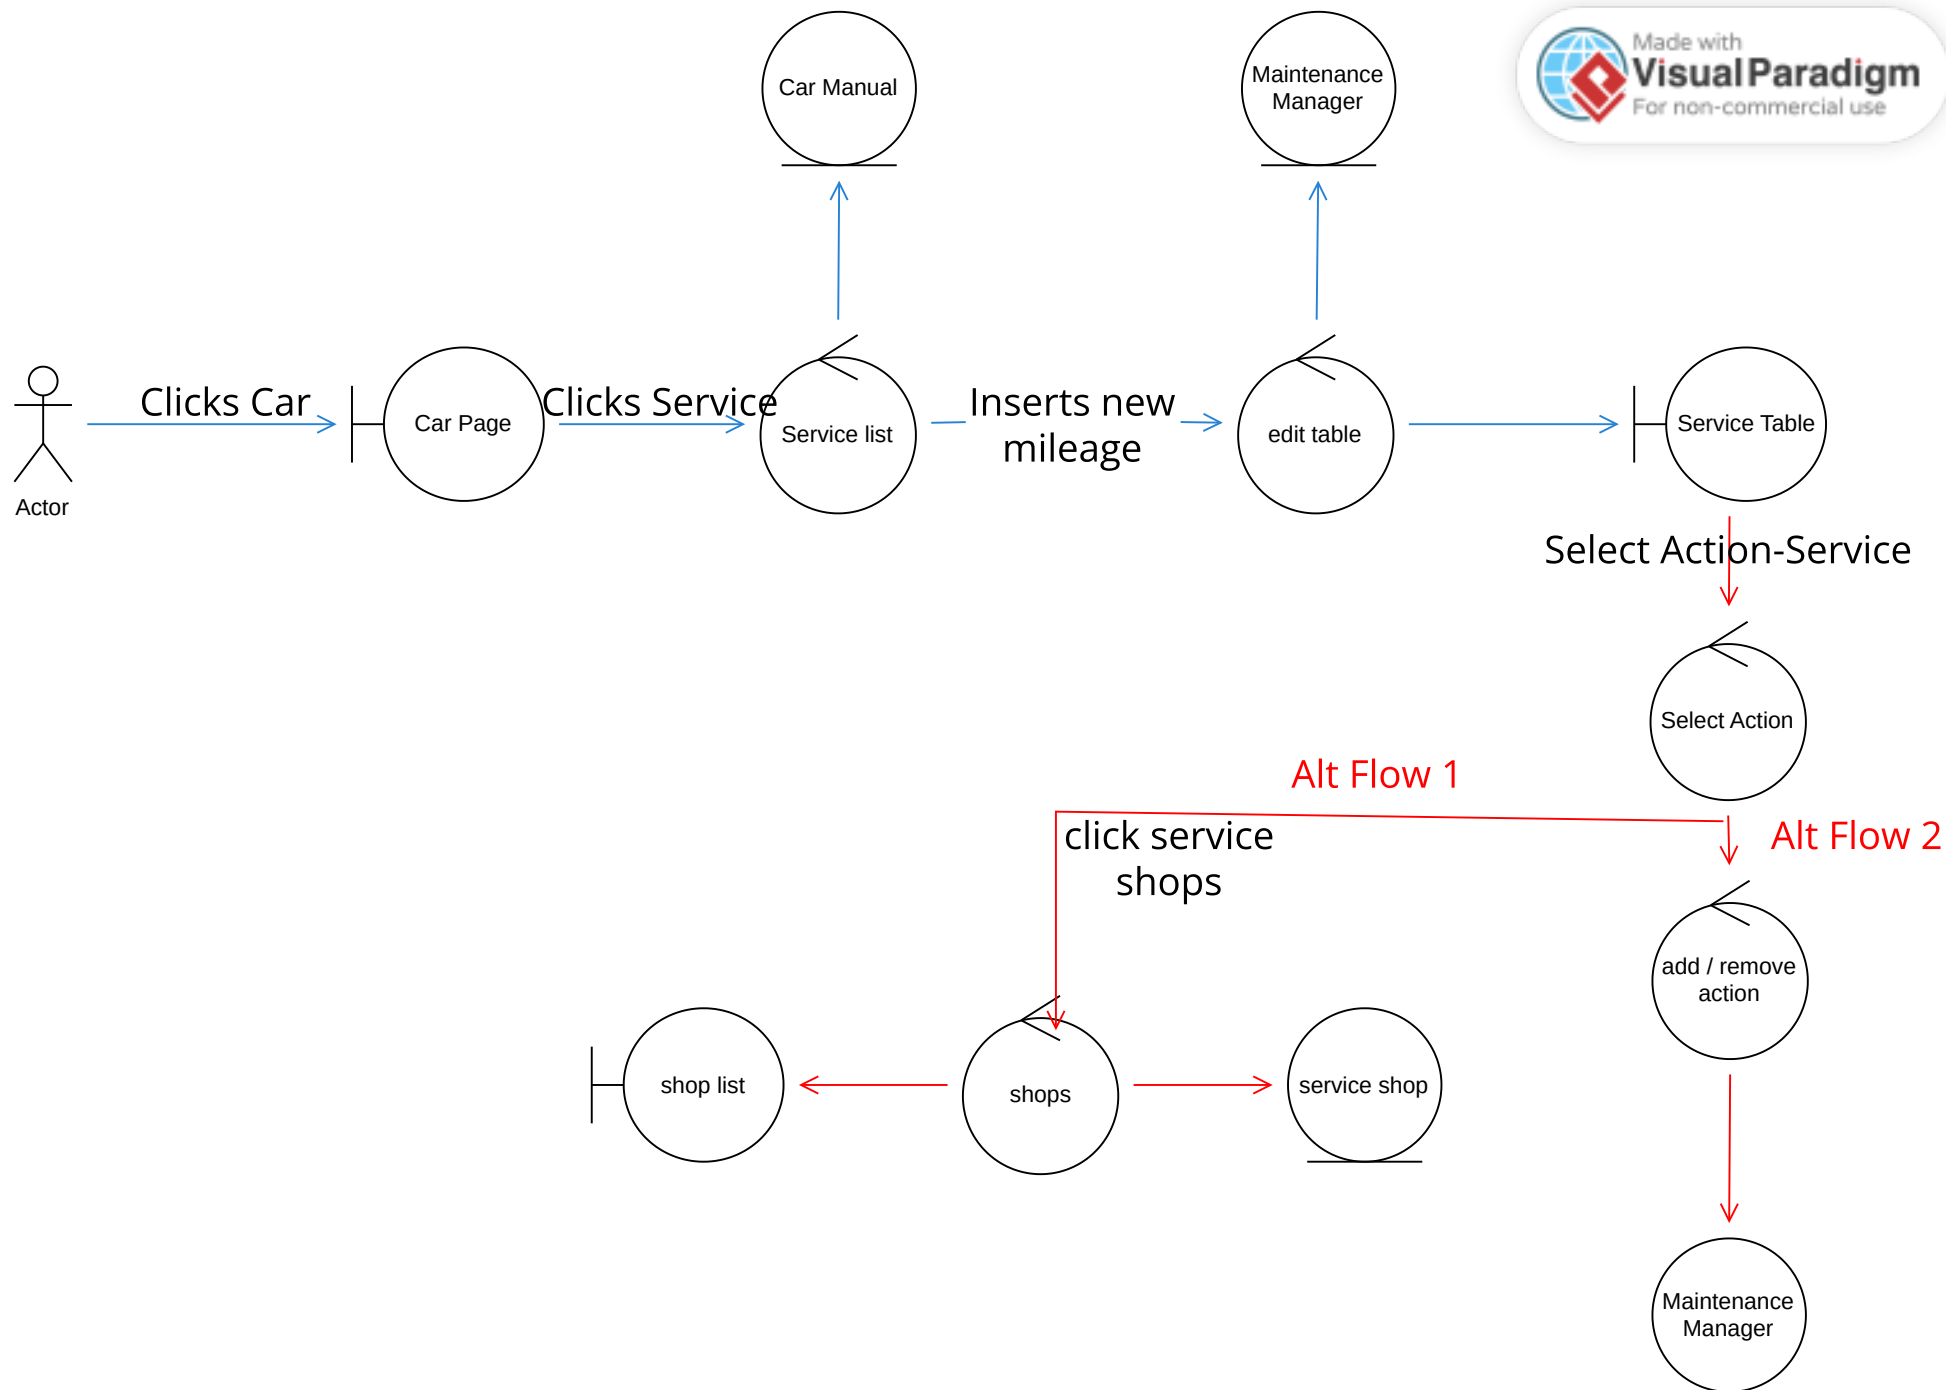 Car Manual
Maintenance
Manager
Made with
Visual Paradigm
For non-commercial use
Clicks Car
Car Page
Clicks Service
Service list
Inserts new
mileage
edit table
Service Table
Actor
Select Action-Service
Select Action
Alt Flow 1
click service
shops
Alt Flow 2
add / remove
action
shop list
shops
service shop
Maintenance
Manager